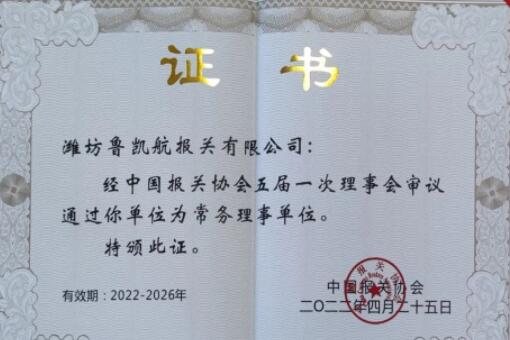 证 书
潍坊鲁凯航报关有限公司:
经中国报关协会五届一次理事会审议
通过你单位为常务理事单位。
特颁此证。
有效期:2022-2026年
中国报关协会
二〇二二年四月二十五日